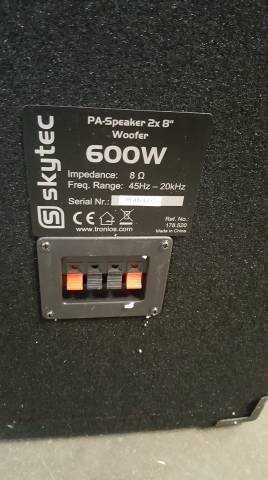 skytec
PA-Speaker 2x 8"
Woofer
600W
Impedance: 8 Ω
Freq. Range: 45Hz – 20kHz
Serial Nr.:
CE
www.tronios.com
Ref. No.
178.520
Made in China